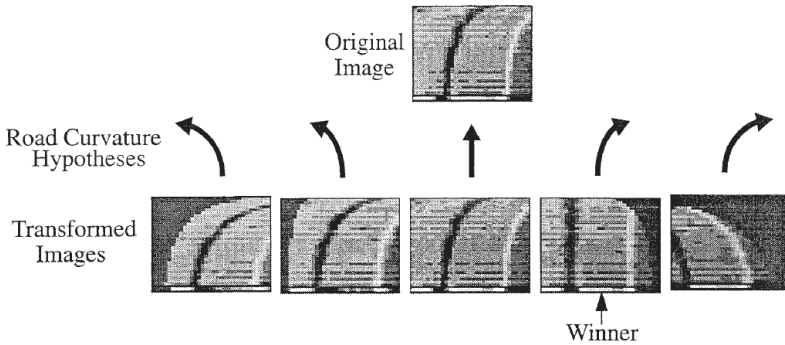 Original
Image
Road Curvature
Hypotheses
Transformed
Images
Winner